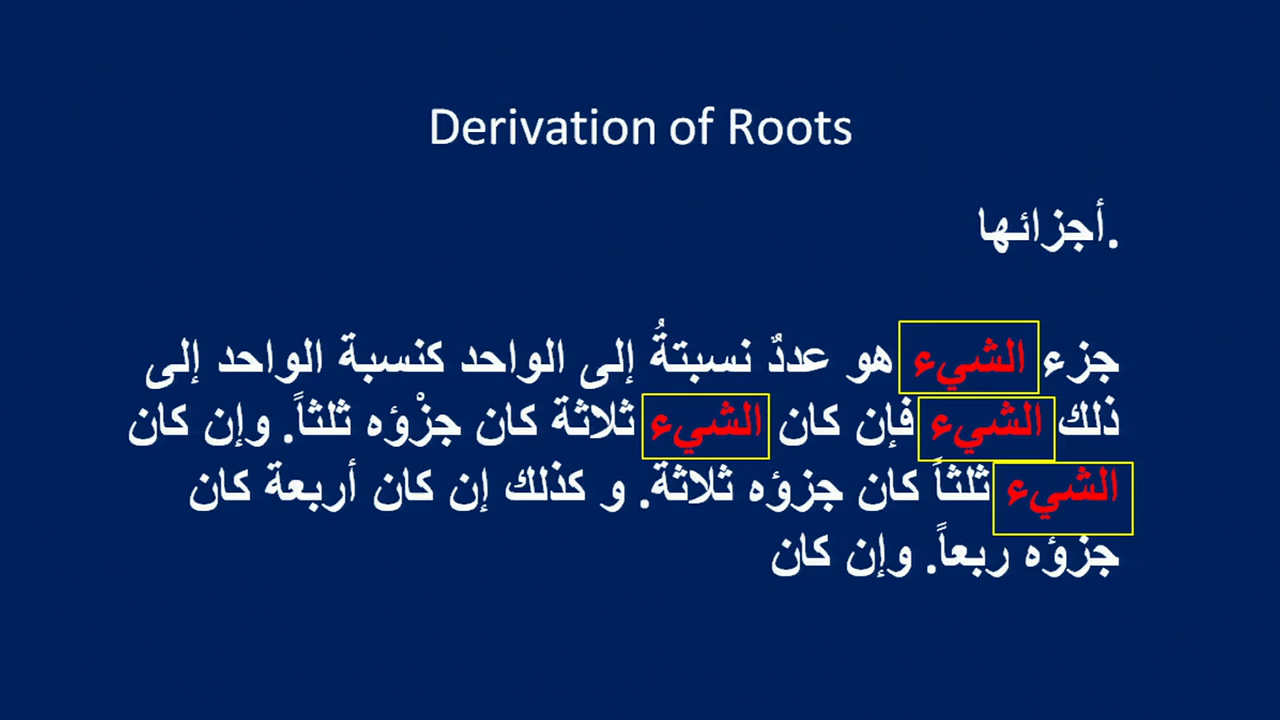 Derivation of Roots
أجزائها.
جزء الشيء هو عددٌ نسبتةُ إلى الواحد كنسبة الواحد إلى
ذلك الشيء فإن كان الشيء ثلاثة كان جزْؤه ثلثاً. وإن كان
الشيء ثلثاً كان جزؤه ثلاثة. و كذلك إن كان أربعة كان
جزؤه ربعاً. وإن كان